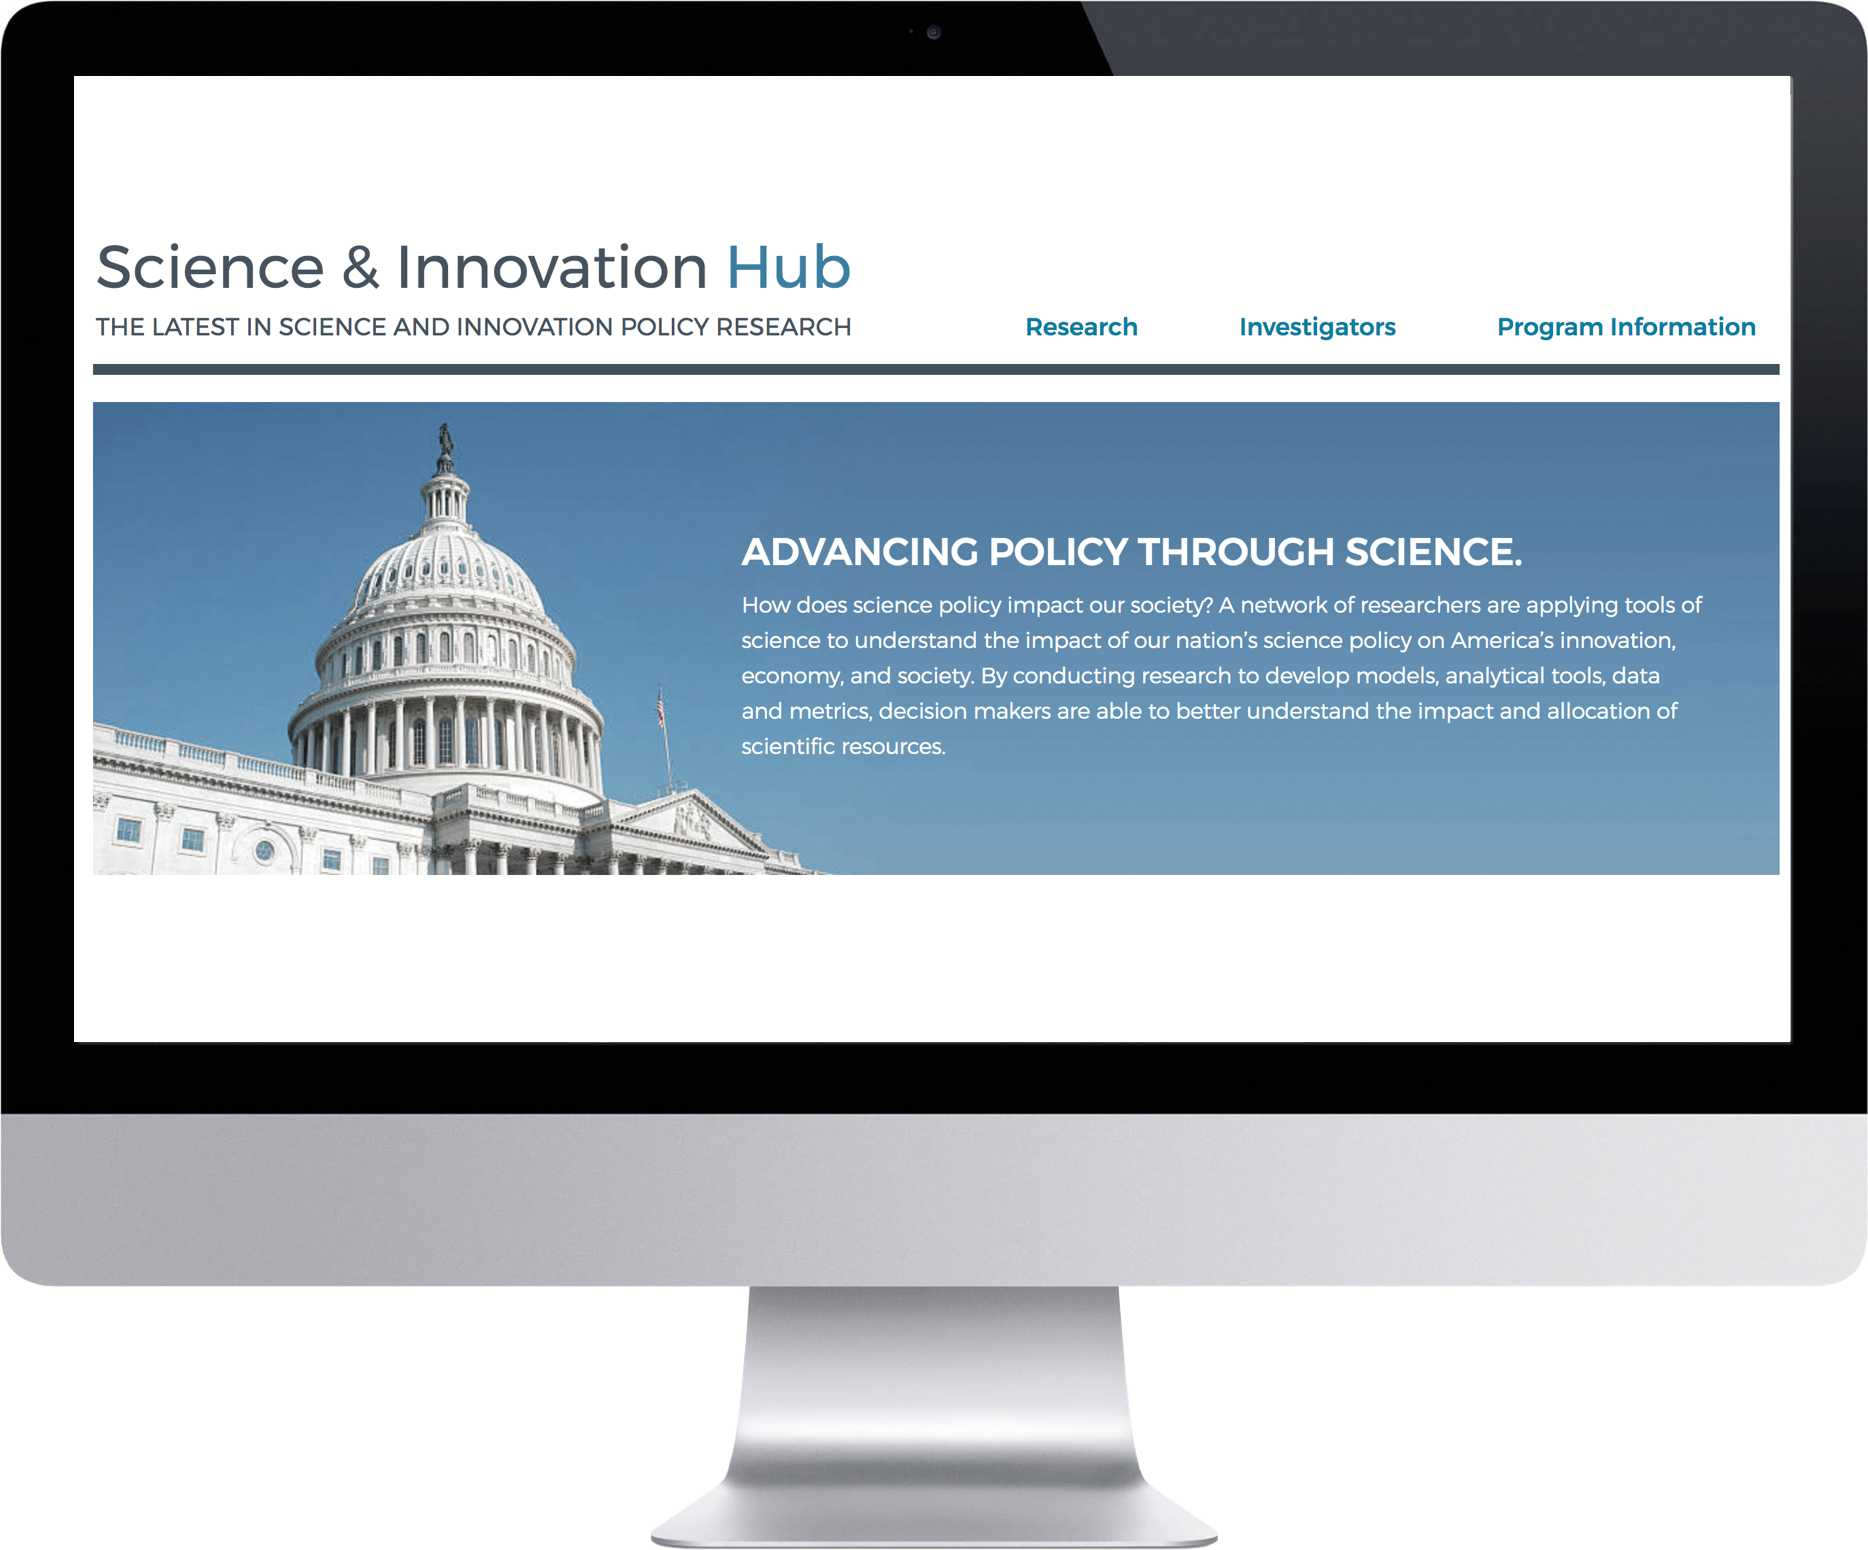 Science & Innovation Hub
THE LATEST IN SCIENCE AND INNOVATION POLICY RESEARCH
Research
Investigators
Program Information
ADVANCING POLICY THROUGH SCIENCE.
How does science policy impact our society? A network of researchers are applying tools of
science to understand the impact of our nation’s science policy on America’s innovation,
economy, and society. By conducting research to develop models, analytical tools, data
and metrics, decision makers are able to better understand the impact and allocation of
scientific resources.